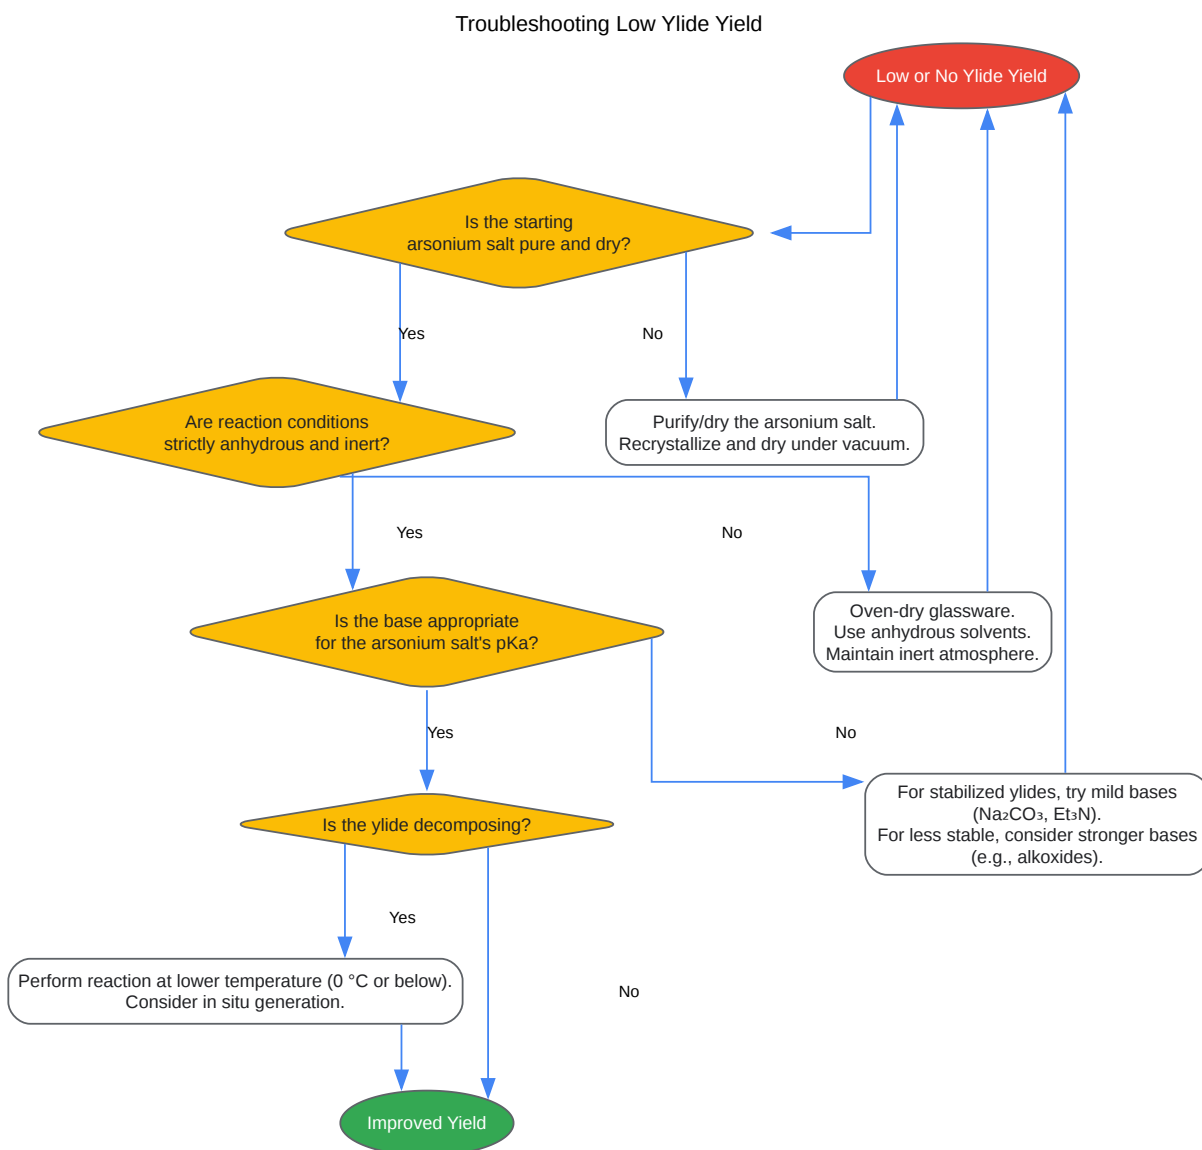 Troubleshooting Low Ylide Yield
Low or No Ylide Yield
Is the starting
arsonium salt pure and dry?
Yes
No
Are reaction conditions
strictly anhydrous and inert?
Purify/dry the arsonium salt.
Recrystallize and dry under vacuum.
Yes
No
Is the base appropriate
for the arsonium salt's pKa?
Oven-dry glassware.
Use anhydrous solvents.
Maintain inert atmosphere.
Yes
No
Is the ylide decomposing?
For stabilized ylides, try mild bases
(Na₂CO₃, Et₃N).
For less stable, consider stronger bases
(e.g., alkoxides).
Yes
No
Perform reaction at lower temperature (0 °C or below).
Consider in situ generation.
Improved Yield